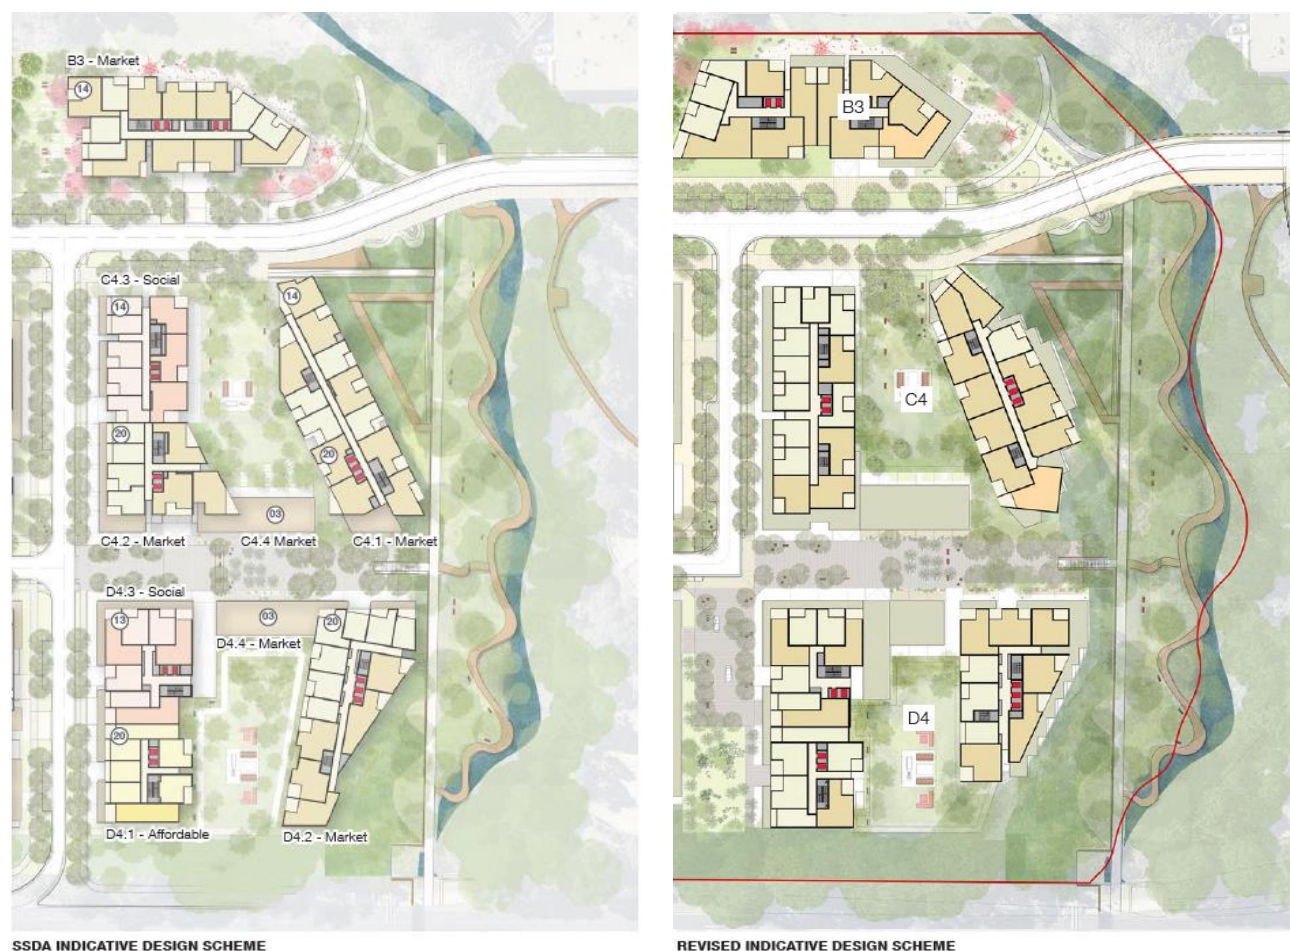 B3 - Market
14
C4.3 - Social
14
14
20
20
03
C4.2 - Market
C4.4 Market
C4.1 - Market
D4.3 - Social
13
03
20
D4.4 - Market
20
D4.1 - Affordable
D4.2 - Market
SSDA INDICATIVE DESIGN SCHEME
B3
C4
D4
REVISED INDICATIVE DESIGN SCHEME